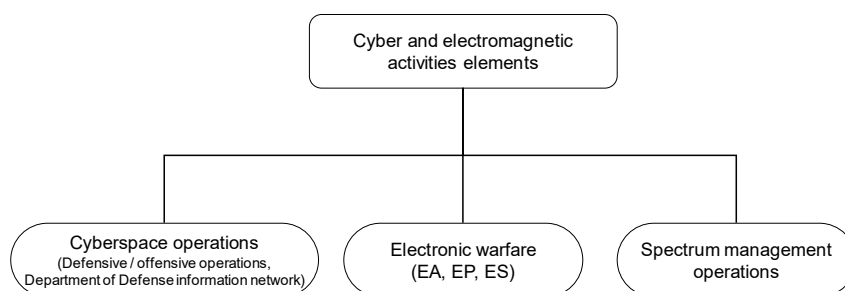 Cyber and electromagnetic
activities elements
Cyberspace operations
(Defensive / offensive operations,
Department of Defense information network)
Electronic warfare
(EA, EP, ES)
Spectrum management
operations